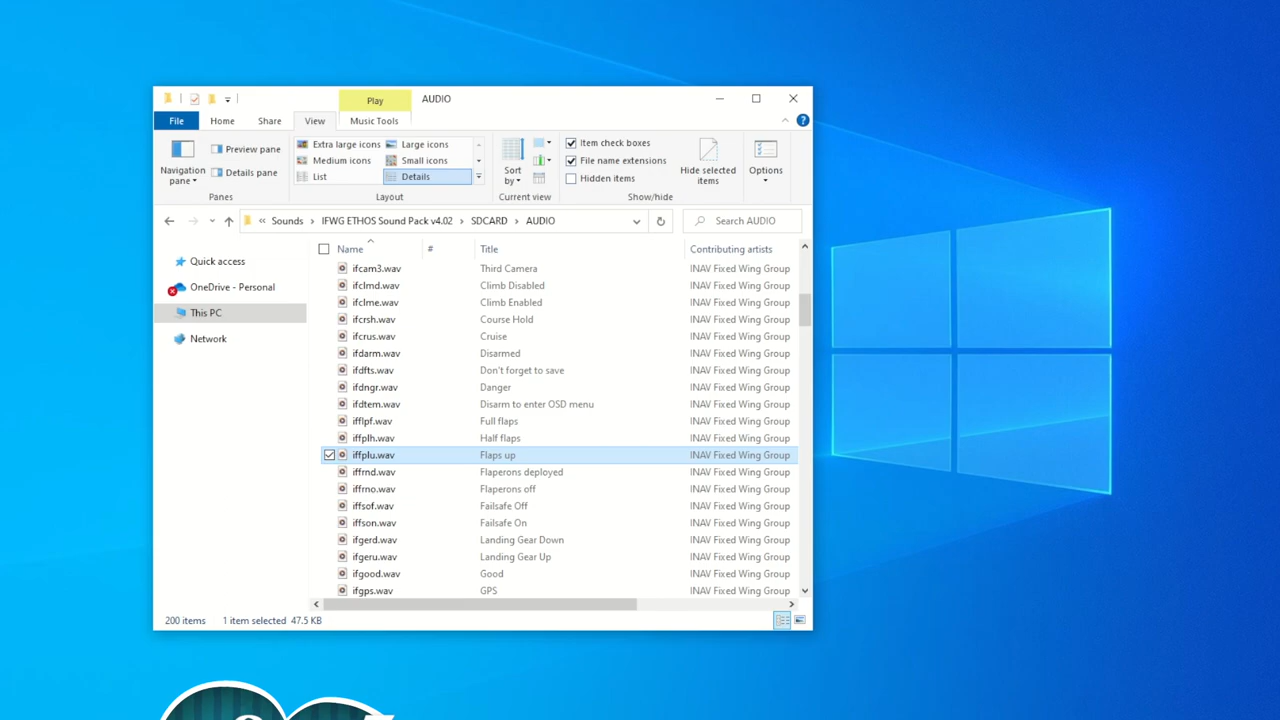 Play
AUDIO
File Home Share View Music Tools
Navigation pane
Preview pane
Details pane
Panes
Extra large icons Large icons
Medium icons Small icons
List Details
Layout
Sort by
Current view
Item check boxes
File name extensions
Hidden items
Hide selected items
Show/hide
Options
« Sounds > IFWG ETHOS Sound Pack v4.02 > SDCARD > AUDIO
Search AUDIO
Quick access
OneDrive - Personal
This PC
Network
Name # Title Contributing artists
ifcam3.wav Third Camera INAV Fixed Wing Group
ifclmd.wav Climb Disabled INAV Fixed Wing Group
ifclme.wav Climb Enabled INAV Fixed Wing Group
ifcrsh.wav Course Hold INAV Fixed Wing Group
ifcrus.wav Cruise INAV Fixed Wing Group
ifdarm.wav Disarmed INAV Fixed Wing Group
ifdfts.wav Don't forget to save INAV Fixed Wing Group
ifdngr.wav Danger INAV Fixed Wing Group
ifdtem.wav Disarm to enter OSD menu INAV Fixed Wing Group
ifflpf.wav Full flaps INAV Fixed Wing Group
iffplh.wav Half flaps INAV Fixed Wing Group
iffplu.wav Flaps up INAV Fixed Wing Group
iffrnd.wav Flaperons deployed INAV Fixed Wing Group
iffrno.wav Flaperons off INAV Fixed Wing Group
iffsof.wav Failsafe Off INAV Fixed Wing Group
iffson.wav Failsafe On INAV Fixed Wing Group
ifgerd.wav Landing Gear Down INAV Fixed Wing Group
ifgeru.wav Landing Gear Up INAV Fixed Wing Group
ifgood.wav Good INAV Fixed Wing Group
ifgps.wav GPS INAV Fixed Wing Group
200 items 1 item selected 47.5 KB